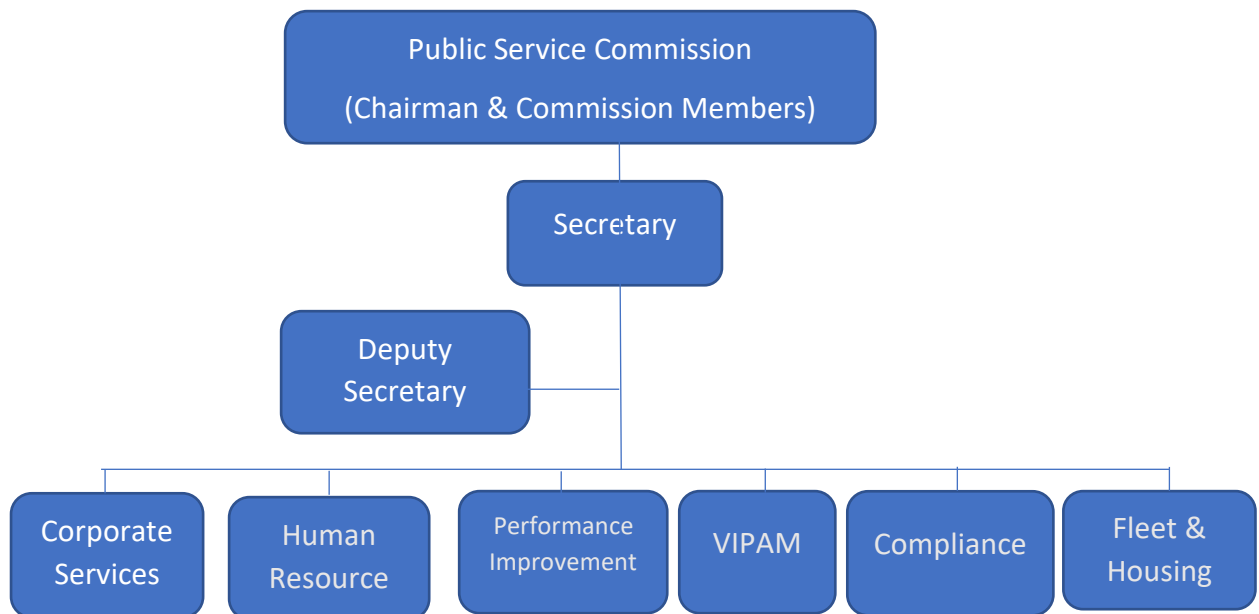 Public Service Commission
(Chairman & Commission Members)
Secretary
Deputy
Secretary
Corporate
Services
Human
Resource
Performance
Improvement
VIPAM
Compliance
Fleet &
Housing